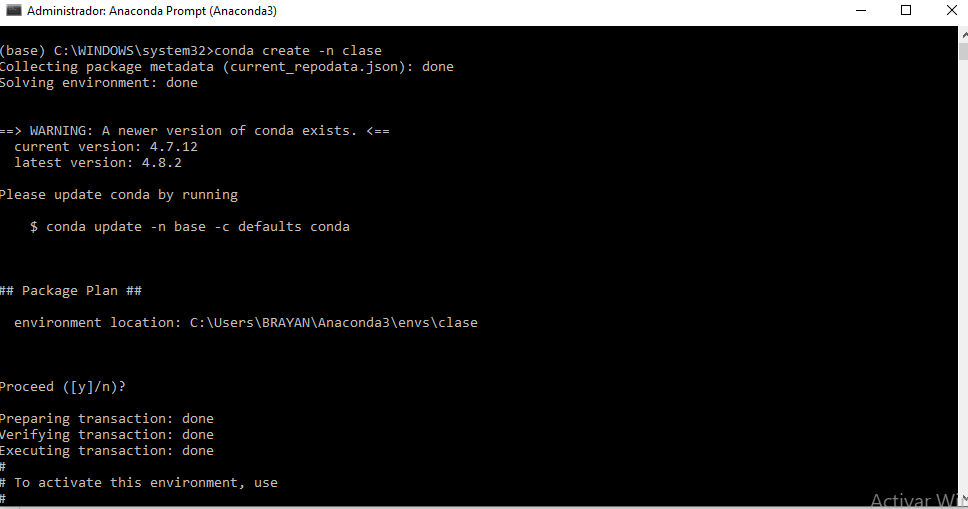 Administrador: Anaconda Prompt (Anaconda3)
(base) C:\WINDOWS\system32>conda create -n clase
Collecting package metadata (current_repodata.json): done
Solving environment: done
==> WARNING: A newer version of conda exists. <==
current version: 4.7.12
latest version: 4.8.2
Please update conda by running
$ conda update -n base -c defaults conda
## Package Plan ##
environment location: C:\Users\BRAYAN\Anaconda3\envs\clase
Proceed ([y]/n)?
Preparing transaction: done
Verifying transaction: done
Executing transaction: done
#
# To activate this environment, use
#
Activar Wi